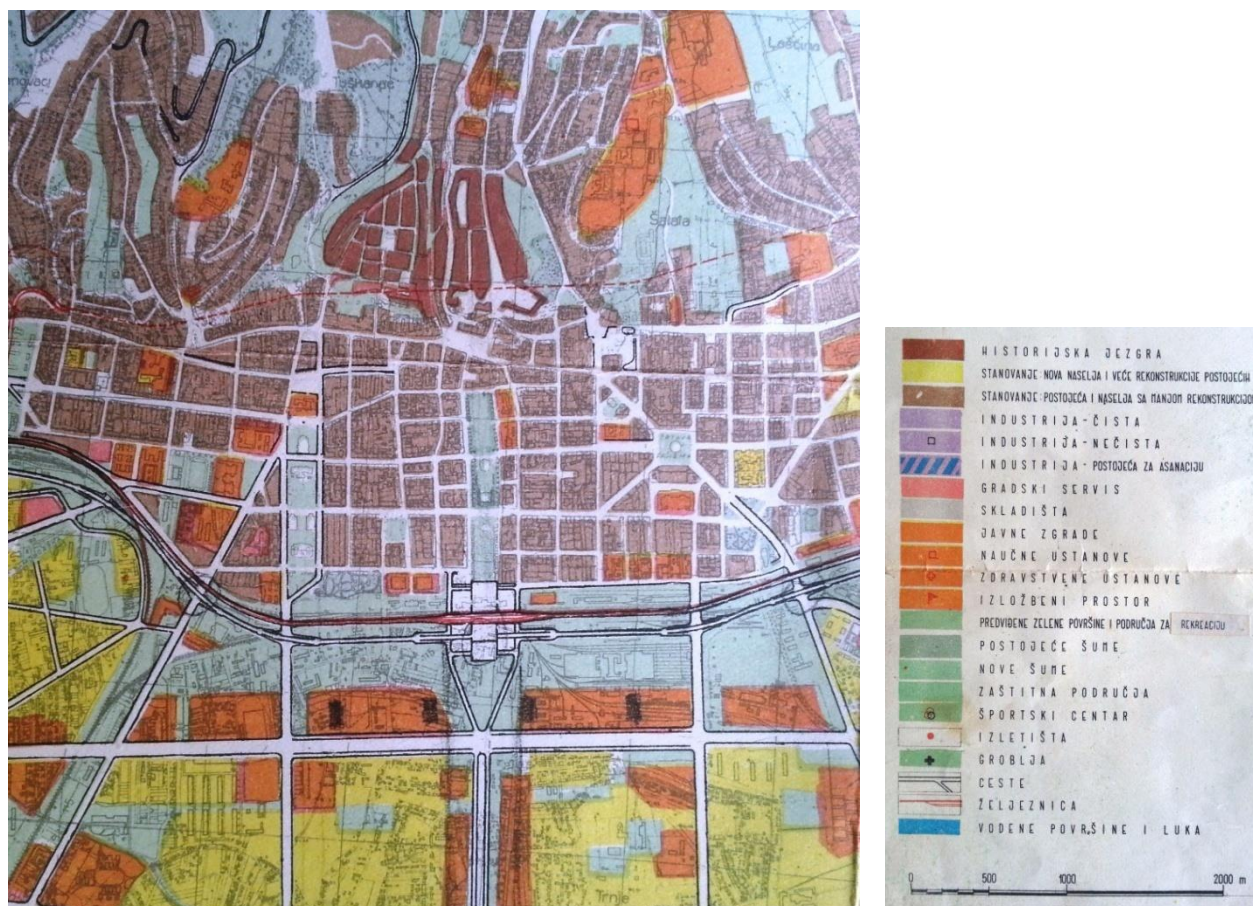 Tuškanac
Lašćina
Šalata
Trnje
HISTORIJSKA JEZGRA
STANOVANJE: NOVA NASELJA I VEĆE REKONSTRUKCIJE POSTOJEĆIH
STANOVANJE: POSTOJEĆA I NASELJA SA MANJOM REKONSTRUKCIJOM
INDUSTRIJA-ČISTA
INDUSTRIJA-NEČISTA
INDUSTRIJA- POSTOJEĆA ZA ASANACIJU
GRADSKI SERVIS
SKLADIŠTA
JAVNE ZGRADE
NAUČNE USTANOVE
ZDRAVSTVENE USTANOVE
IZLOŽBENI PROSTOR
PREDVIĐENE ZELENE POVRŠINE I PODRUČJA ZA REKREACIJU
POSTOJEĆE ŠUME
NOVE ŠUME
ZAŠTITNA PODRUČJA
ŠPORTSKI CENTAR
IZLETIŠTA
GROBLJA
CESTE
ŽELJEZNICA
VODENE POVRŠINE I LUKA
0 500 1000 2000 m